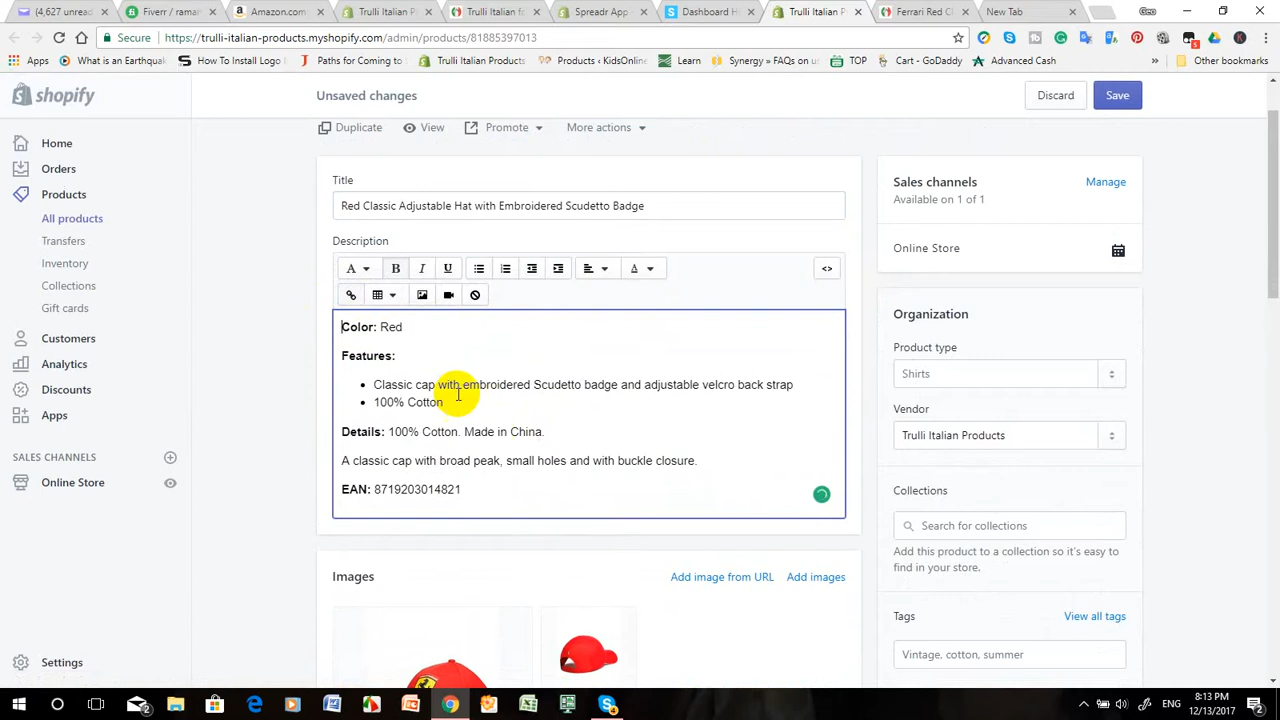 (4,627 unread
Fiverr / raman
Amazon.com:
Trulli Italian P
Trulli Italian fo
Spreadr App
Dashboard
Trulli Italian P
Ferrari Red Cl
New Tab
Geo
Secure
https://trulli-italian-products.myshopify.com/admin/products/81885397013
Apps
What is an Earthquak
How To Install Logo
Paths for Coming to
Trulli Italian Products
Products ‹ KidsOnline
Learn
Synergy » FAQs on us
TOP
Cart - GoDaddy
Advanced Cash
»
Other bookmarks
shopify
Unsaved changes
Discard
Save
Duplicate
View
Promote
More actions
Home
Orders
Products
All products
Transfers
Inventory
Collections
Gift cards
Customers
Analytics
Discounts
Apps
SALES CHANNELS
Online Store
Settings
Title
Red Classic Adjustable Hat with Embroidered Scudetto Badge
Description
A
B
I
U
A
<>
Color: Red
Features:
• Classic cap with embroidered Scudetto badge and adjustable velcro back strap
• 100% Cotton
Details: 100% Cotton. Made in China.
A classic cap with broad peak, small holes and with buckle closure.
EAN: 8719203014821
Images
Add image from URL
Add images
Sales channels
Manage
Available on 1 of 1
Online Store
Organization
Product type
Shirts
Vendor
Trulli Italian Products
Collections
Search for collections
Add this product to a collection so it's easy to
find in your store.
Tags
View all tags
Vintage, cotton, summer
ENG
8:13 PM
12/13/2017